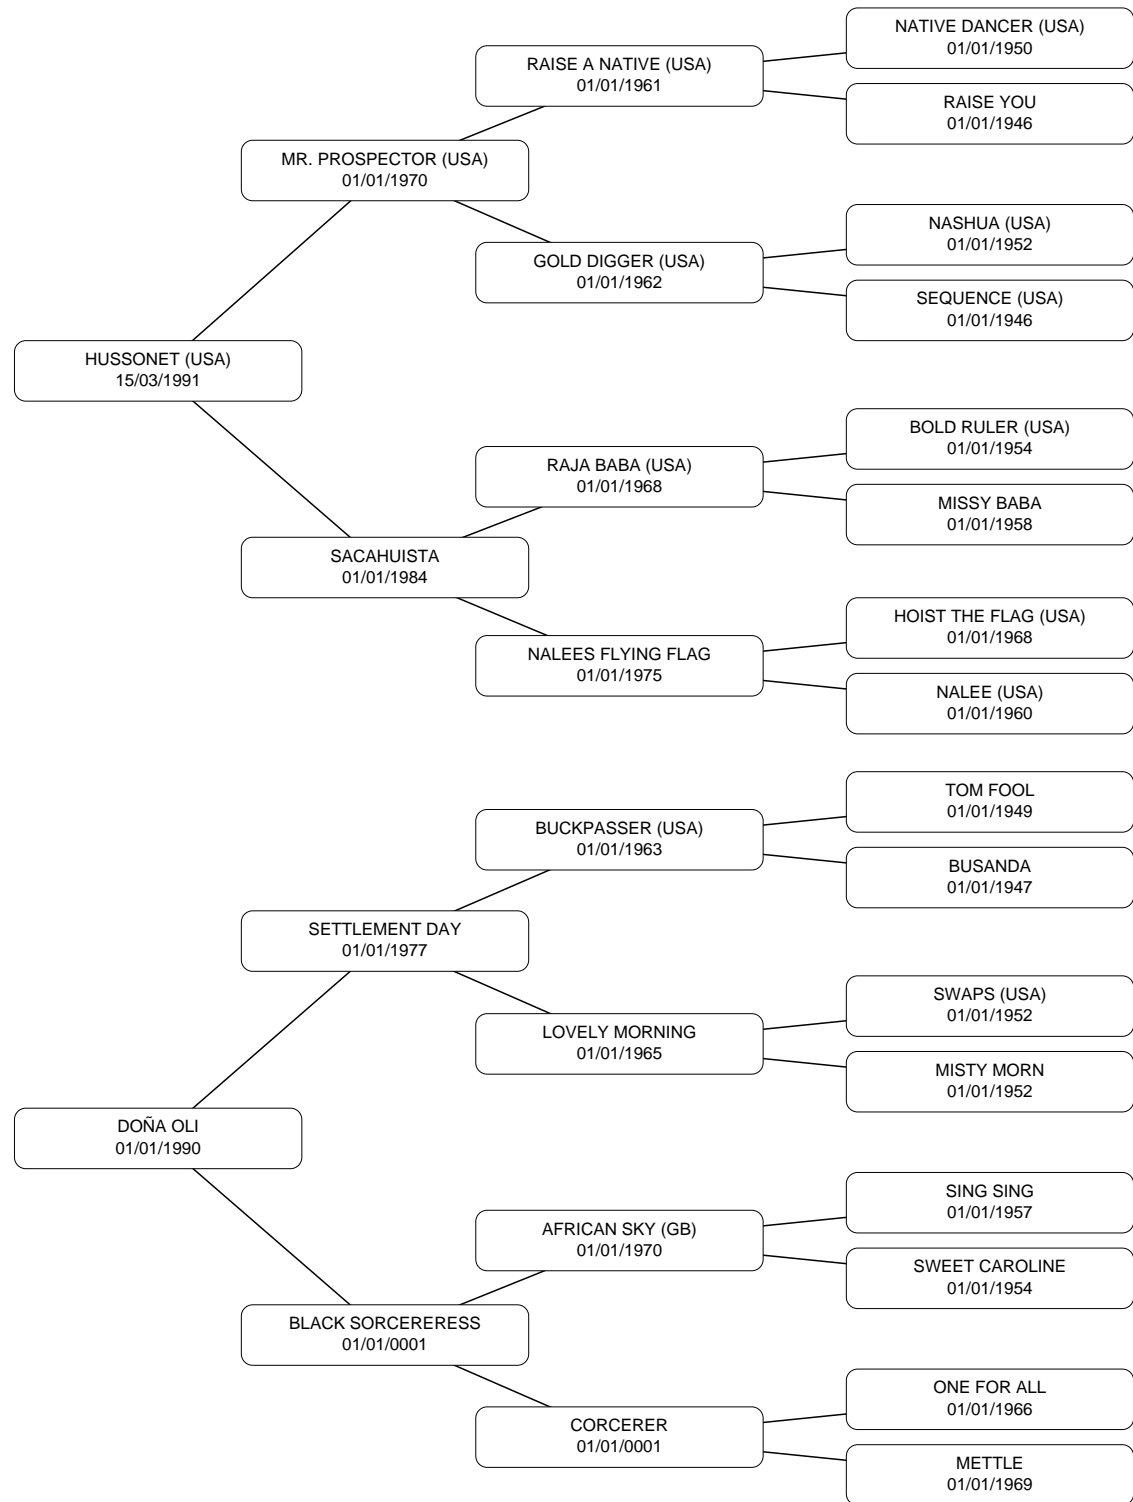 NATIVE DANCER (USA)
01/01/1950
RAISE A NATIVE (USA)
01/01/1961
RAISE YOU
01/01/1946
MR. PROSPECTOR (USA)
01/01/1970
NASHUA (USA)
01/01/1952
GOLD DIGGER (USA)
01/01/1962
SEQUENCE (USA)
01/01/1946
HUSSONET (USA)
15/03/1991
BOLD RULER (USA)
01/01/1954
RAJA BABA (USA)
01/01/1968
MISSY BABA
01/01/1958
SACAHUISTA
01/01/1984
HOIST THE FLAG (USA)
01/01/1968
NALEES FLYING FLAG
01/01/1975
NALEE (USA)
01/01/1960
TOM FOOL
01/01/1949
BUCKPASSER (USA)
01/01/1963
BUSANDA
01/01/1947
SETTLEMENT DAY
01/01/1977
SWAPS (USA)
01/01/1952
LOVELY MORNING
01/01/1965
MISTY MORN
01/01/1952
DOÑA OLI
01/01/1990
SING SING
01/01/1957
AFRICAN SKY (GB)
01/01/1970
SWEET CAROLINE
01/01/1954
BLACK SORCERERESS
01/01/0001
ONE FOR ALL
01/01/1966
CORCERER
01/01/0001
METTLE
01/01/1969